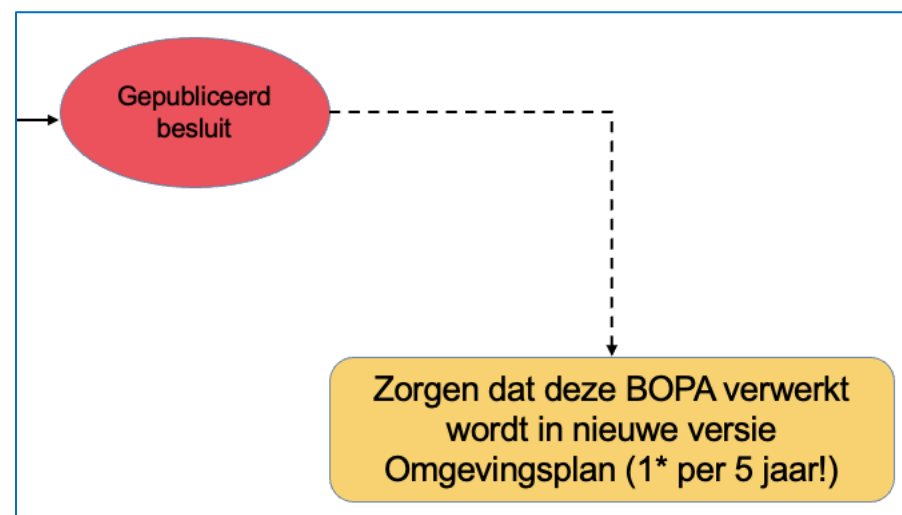 Gepubliceerd
besluit
Zorgen dat deze BOPA verwerkt
wordt in nieuwe versie
Omgevingsplan (1* per 5 jaar!)